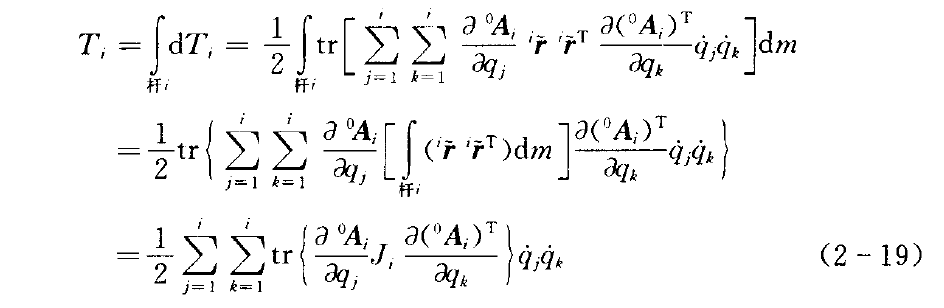 $T_i = \int_{杆i} \mathrm{d}T_i = \frac{1}{2} \int_{杆i} \mathrm{tr}\left[ \sum_{j=1}^{i} \sum_{k=1}^{i} \frac{\partial\, {}^0\boldsymbol{A}_i}{\partial q_j} \, {}^i\tilde{\boldsymbol{r}} \, {}^i\tilde{\boldsymbol{r}}^{\mathrm{T}} \frac{\partial ({}^0\boldsymbol{A}_i)^{\mathrm{T}}}{\partial q_k} \dot{q}_j \dot{q}_k \right] \mathrm{d}m$
$= \frac{1}{2} \mathrm{tr}\left\{ \sum_{j=1}^{i} \sum_{k=1}^{i} \frac{\partial\, {}^0\boldsymbol{A}_i}{\partial q_j} \left[ \int_{杆i} ({}^i\tilde{\boldsymbol{r}} \, {}^i\tilde{\boldsymbol{r}}^{\mathrm{T}}) \mathrm{d}m \right] \frac{\partial ({}^0\boldsymbol{A}_i)^{\mathrm{T}}}{\partial q_k} \dot{q}_j \dot{q}_k \right\}$
$= \frac{1}{2} \sum_{j=1}^{i} \sum_{k=1}^{i} \mathrm{tr}\left\{ \frac{\partial\, {}^0\boldsymbol{A}_i}{\partial q_j} J_i \frac{\partial ({}^0\boldsymbol{A}_i)^{\mathrm{T}}}{\partial q_k} \right\} \dot{q}_j \dot{q}_k$ (2-19)